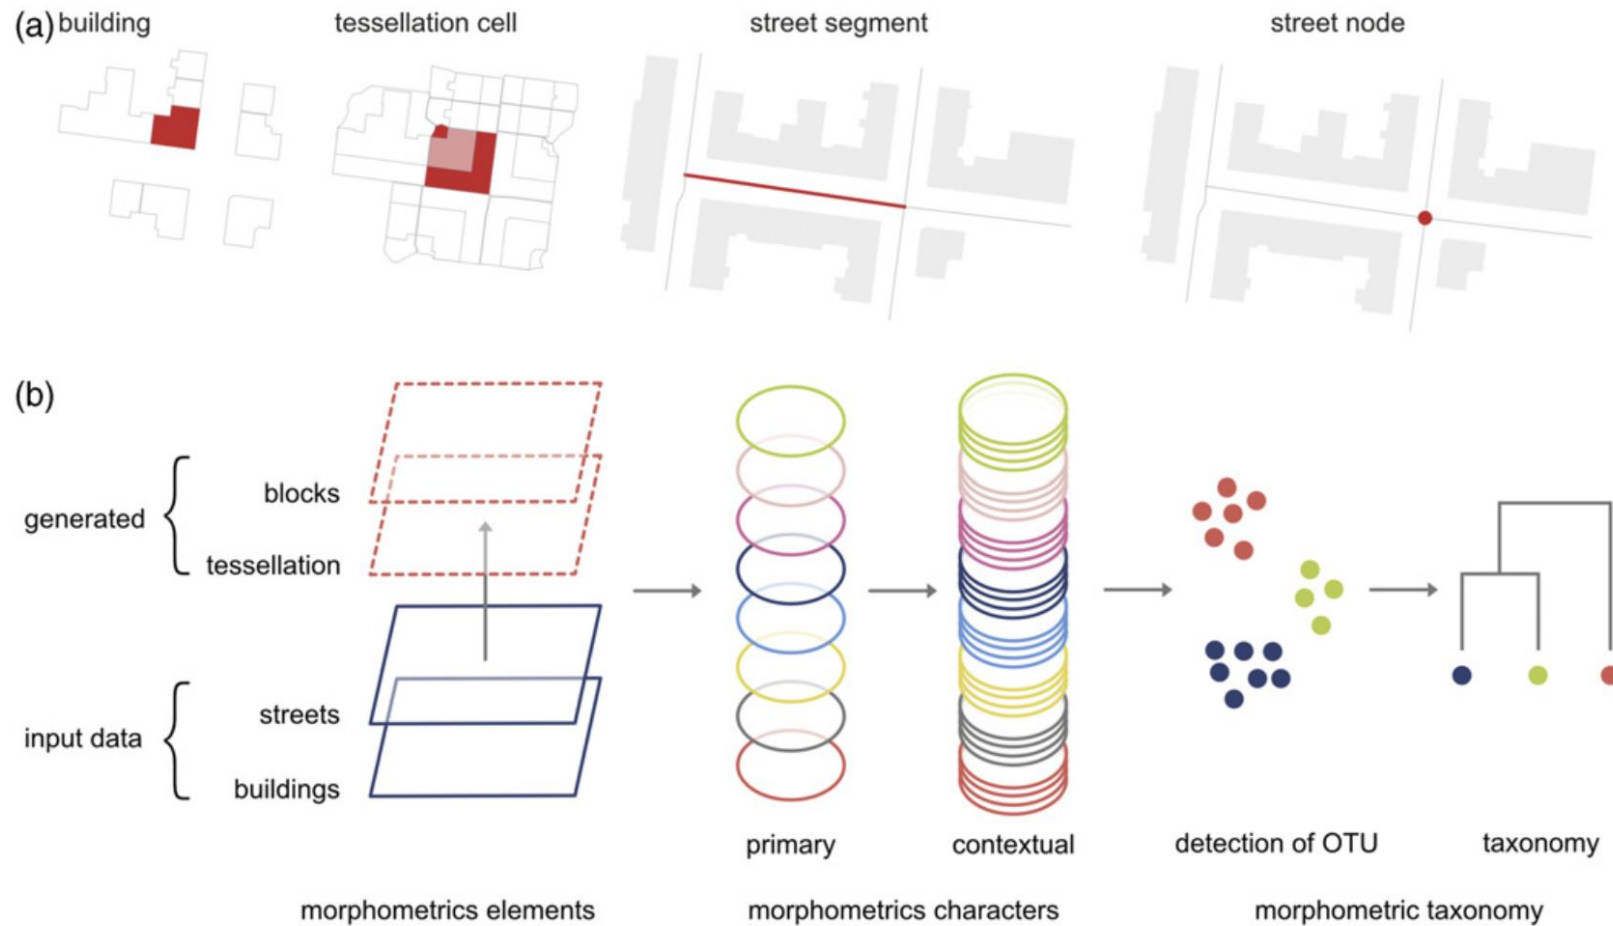 (a) building
tessellation cell
street segment
street node
(b)
generated
blocks
tessellation
input data
streets
buildings
primary
contextual
detection of OTU
taxonomy
morphometrics elements
morphometrics characters
morphometric taxonomy